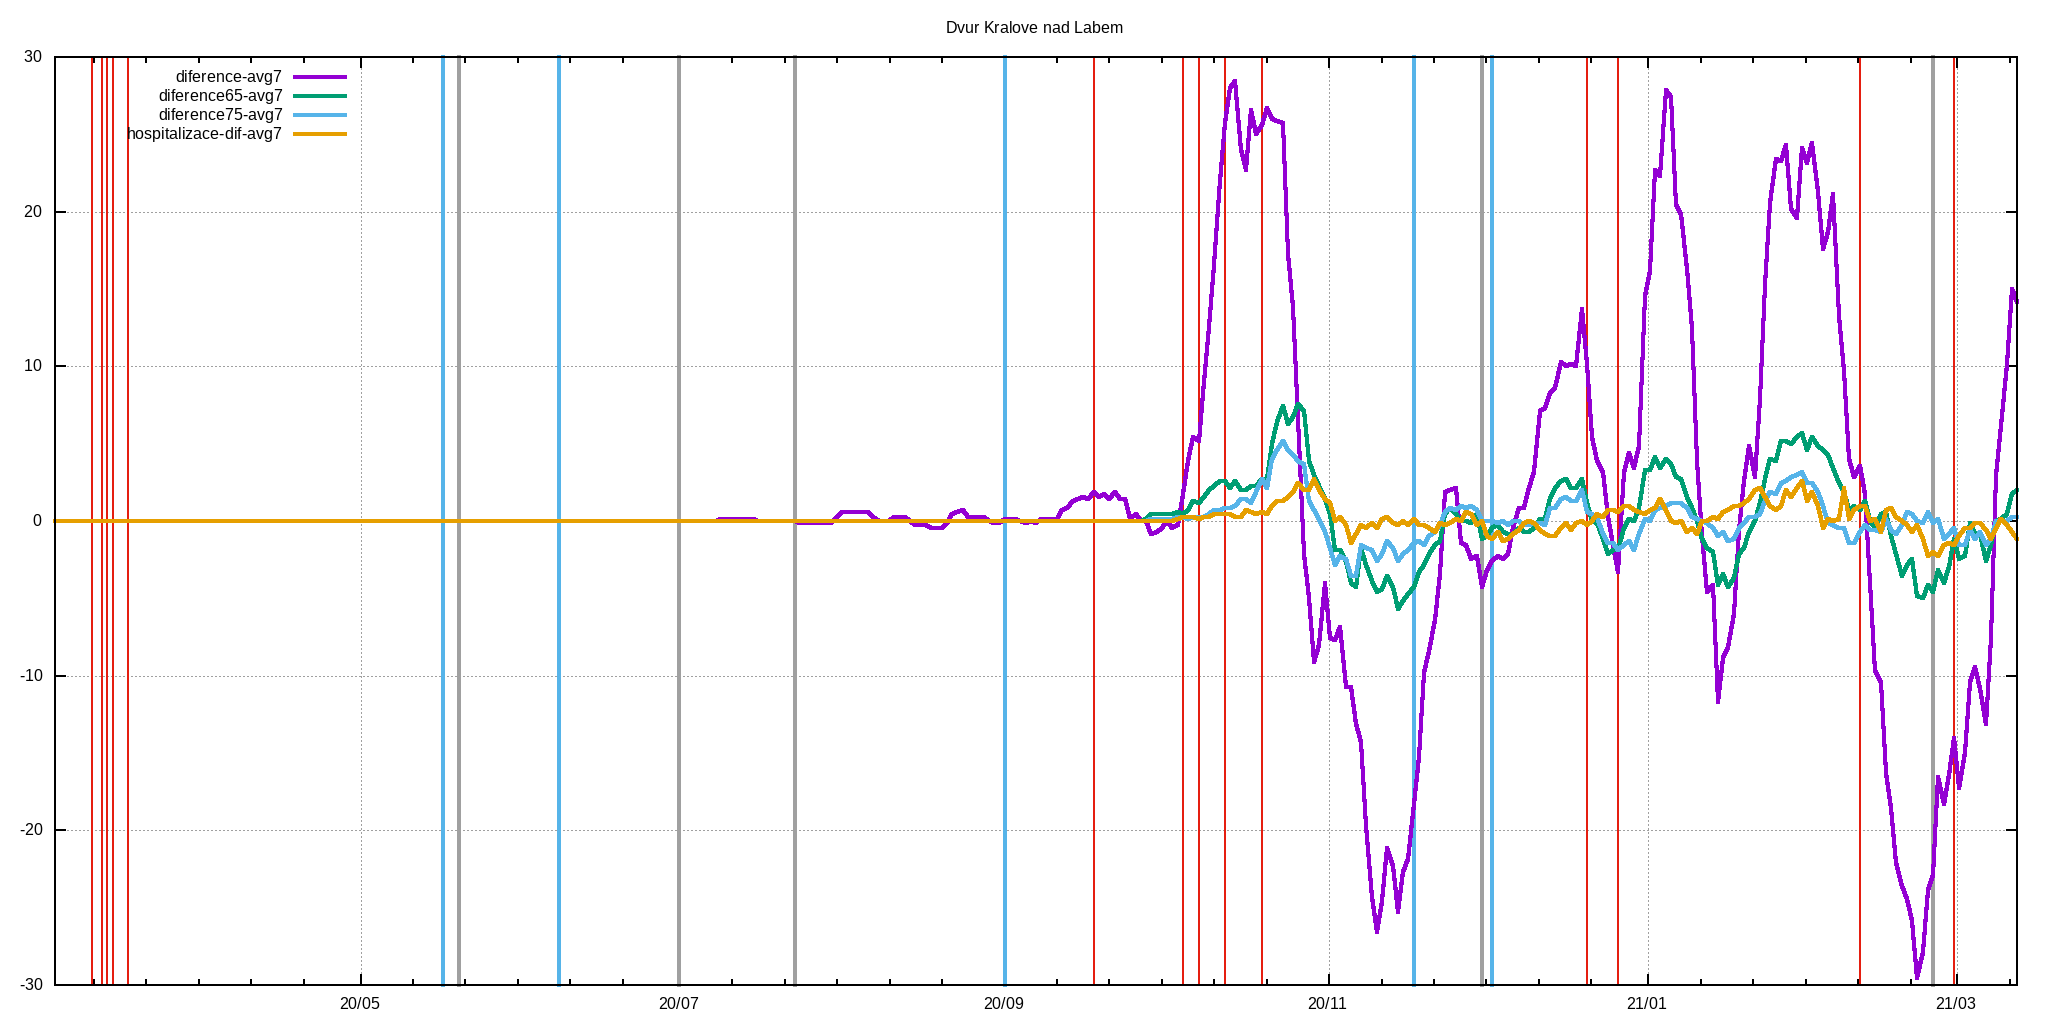 Dvur Kralove nad Labem
30
20
10
0
-10
-20
-30
diference-avg7
diference65-avg7
diference75-avg7
hospitalizace-dif-avg7
20/05
20/07
20/09
20/11
21/01
21/03